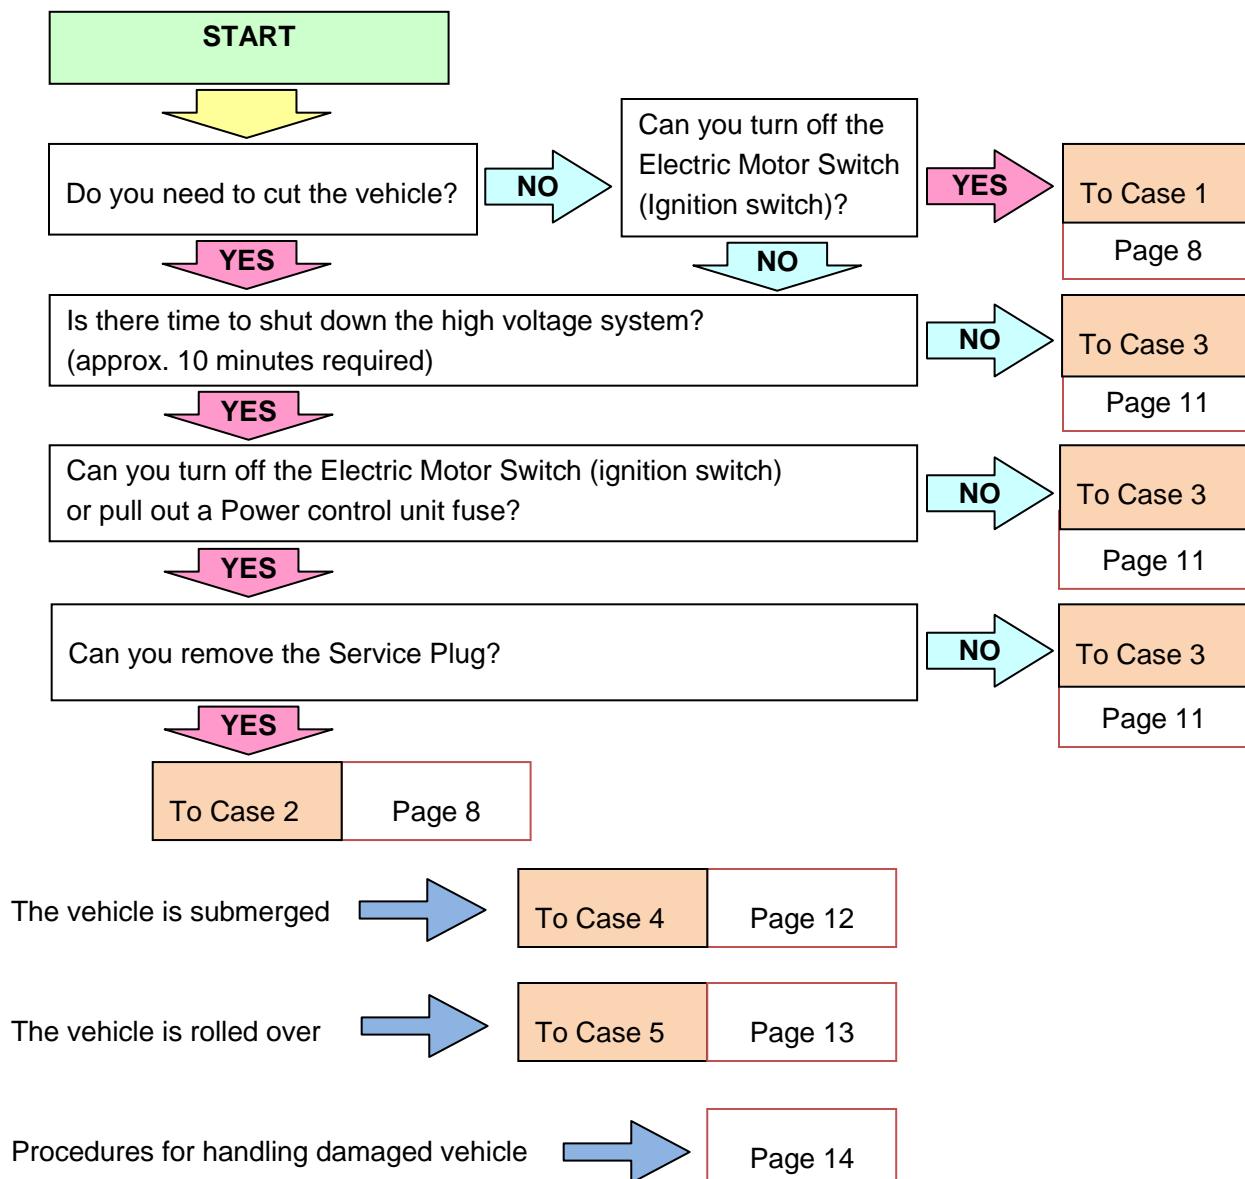 START
Do you need to cut the vehicle?
NO
Can you turn off the
Electric Motor Switch
(Ignition switch)?
YES
To Case 1
Page 8
YES
NO
Is there time to shut down the high voltage system?
(approx. 10 minutes required)
NO
To Case 3
Page 11
YES
Can you turn off the Electric Motor Switch (ignition switch)
or pull out a Power control unit fuse?
NO
To Case 3
Page 11
YES
Can you remove the Service Plug?
NO
To Case 3
Page 11
YES
To Case 2
Page 8
The vehicle is submerged
To Case 4
Page 12
The vehicle is rolled over
To Case 5
Page 13
Procedures for handling damaged vehicle
Page 14